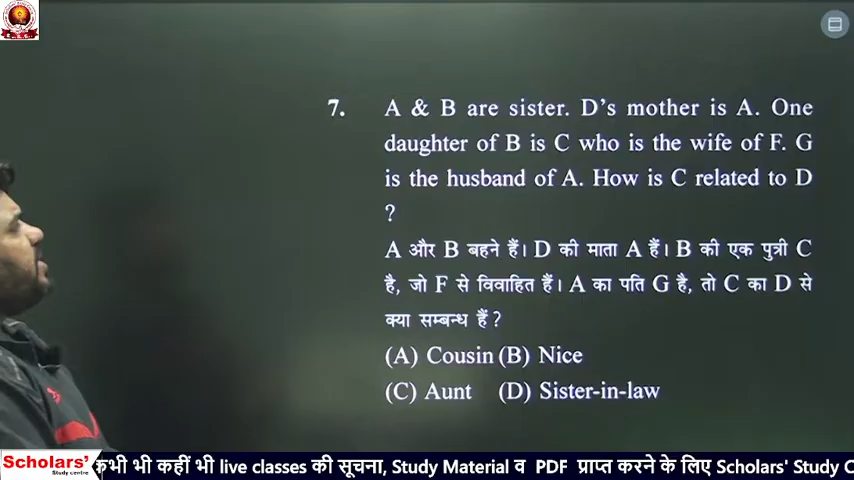 7. A & B are sister. D's mother is A. One
daughter of B is C who is the wife of F. G
is the husband of A. How is C related to D
?
A और B बहने हैं। D की माता A हैं। B की एक पुत्री C
है, जो F से विवाहित हैं। A का पति G है, तो C का D से
क्या सम्बन्ध हैं ?
(A) Cousin (B) Nice
(C) Aunt (D) Sister-in-law
Scholars'
Study centre
कभी भी कहीं भी live classes की सूचना, Study Material व PDF प्राप्त करने के लिए Scholars' Study C